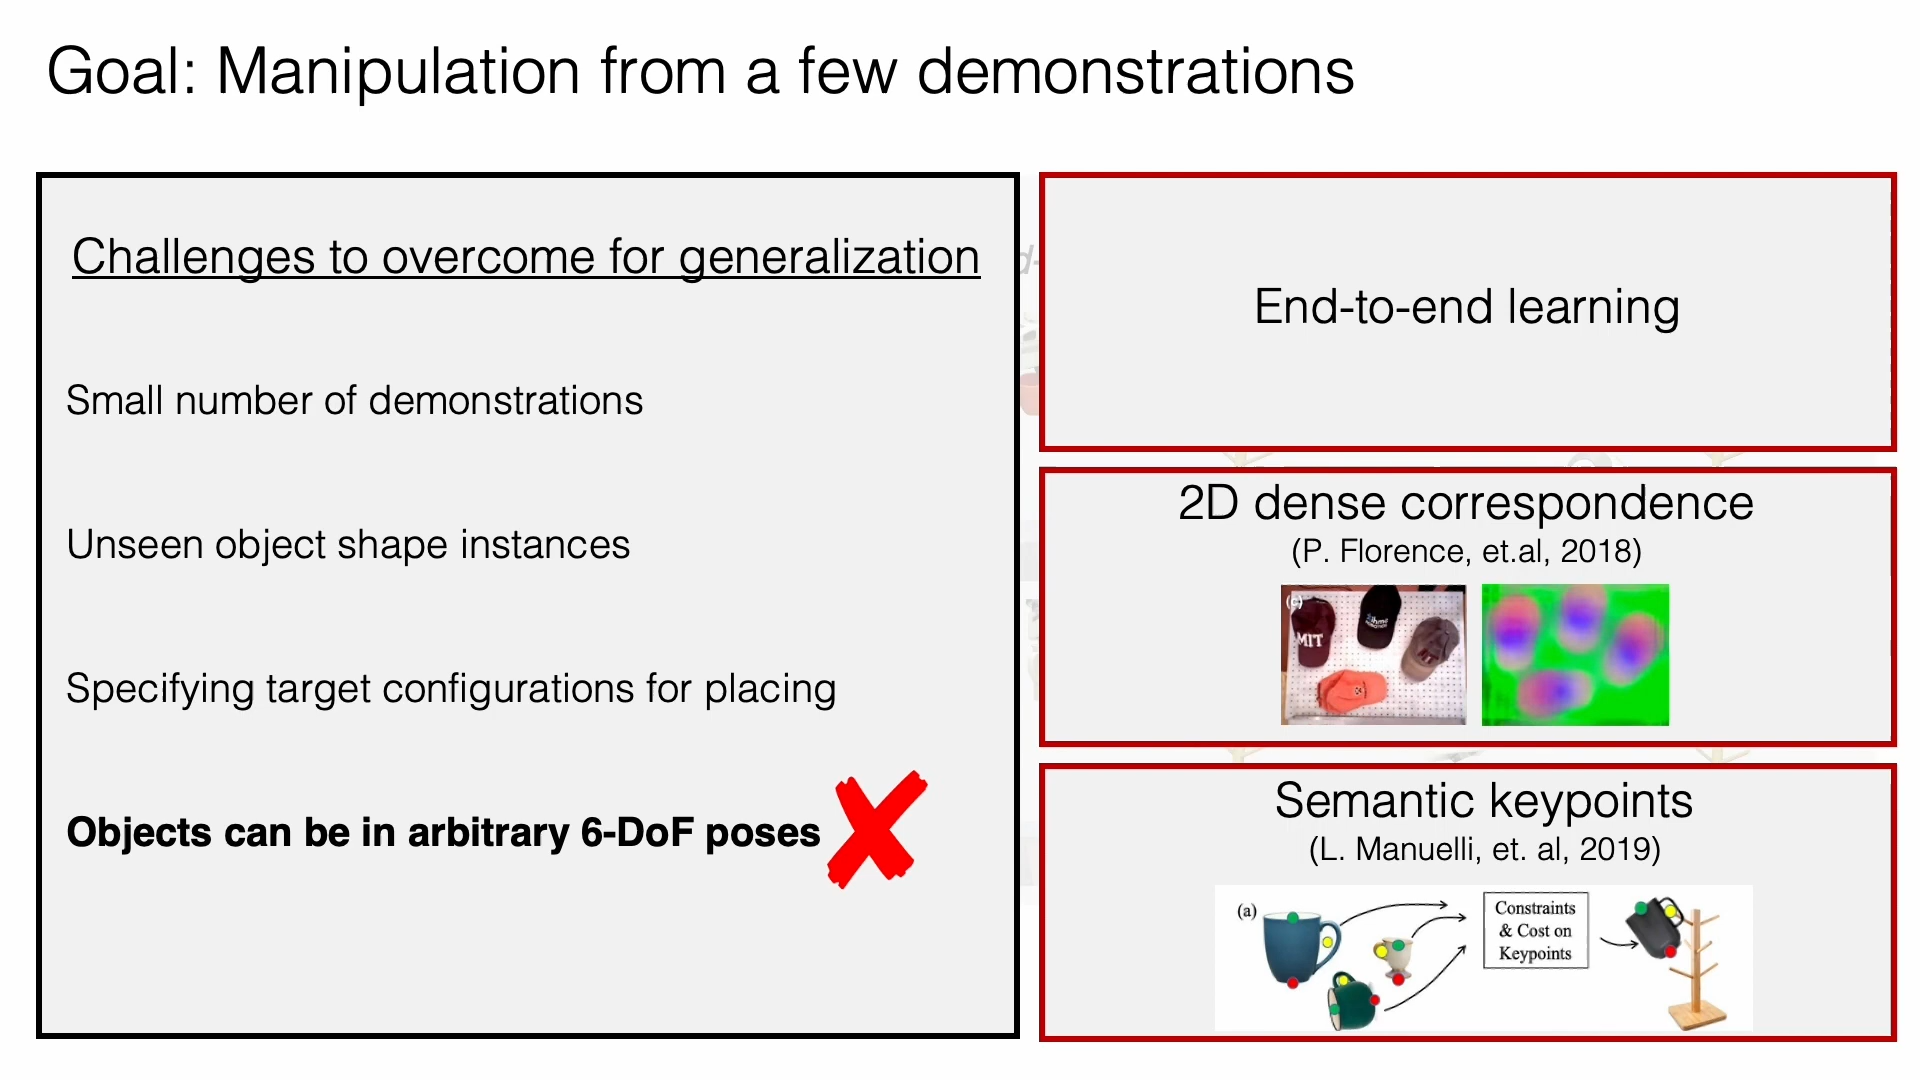 Goal: Manipulation from a few demonstrations
Challenges to overcome for generalization
Small number of demonstrations
Unseen object shape instances
Specifying target configurations for placing
Objects can be in arbitrary 6-DoF poses
d-
End-to-end learning
2D dense correspondence
(P. Florence, et.al, 2018)
(c)
MIT
Semantic keypoints
(L. Manuelli, et. al, 2019)
(a)
Constraints
& Cost on
Keypoints